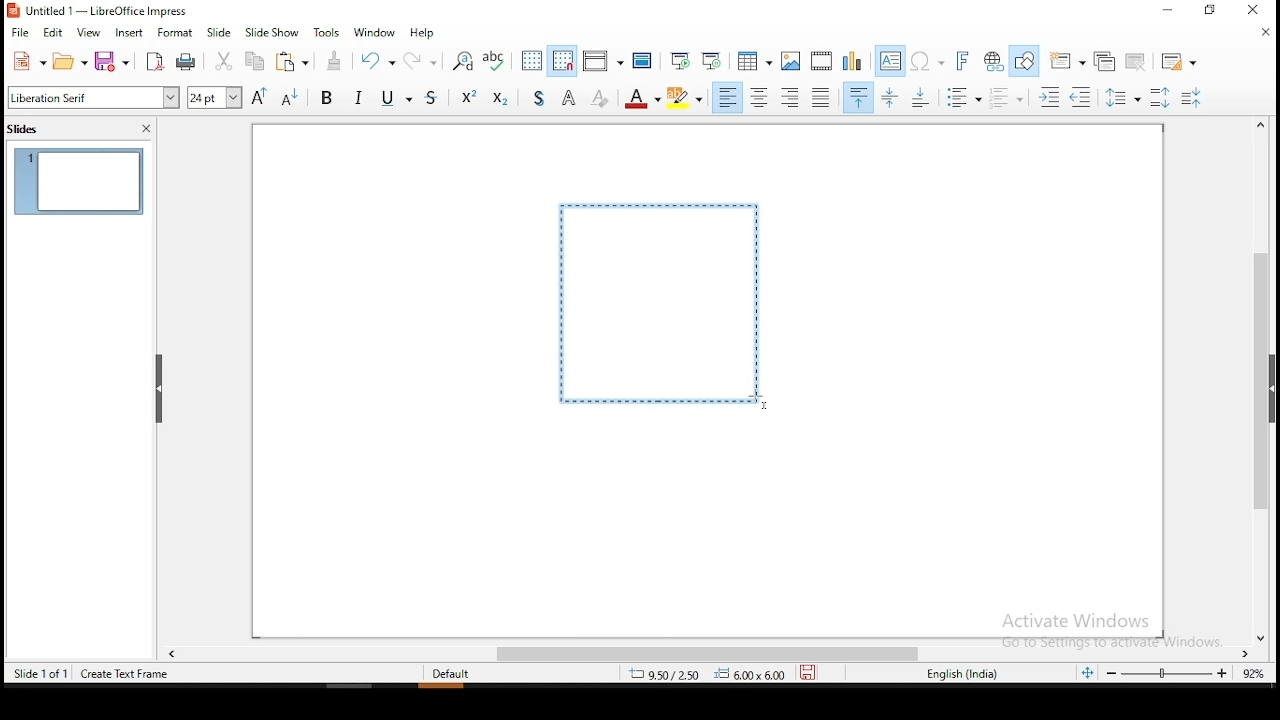 Untitled 1 — LibreOffice Impress
File Edit View Insert Format Slide Slide Show Tools Window Help
Liberation Serif 24 pt
Slides
1
Activate Windows
Go to Settings to activate Windows.
Slide 1 of 1 Create Text Frame Default 9.50 / 2.50 6.00 x 6.00 English (India) 92%